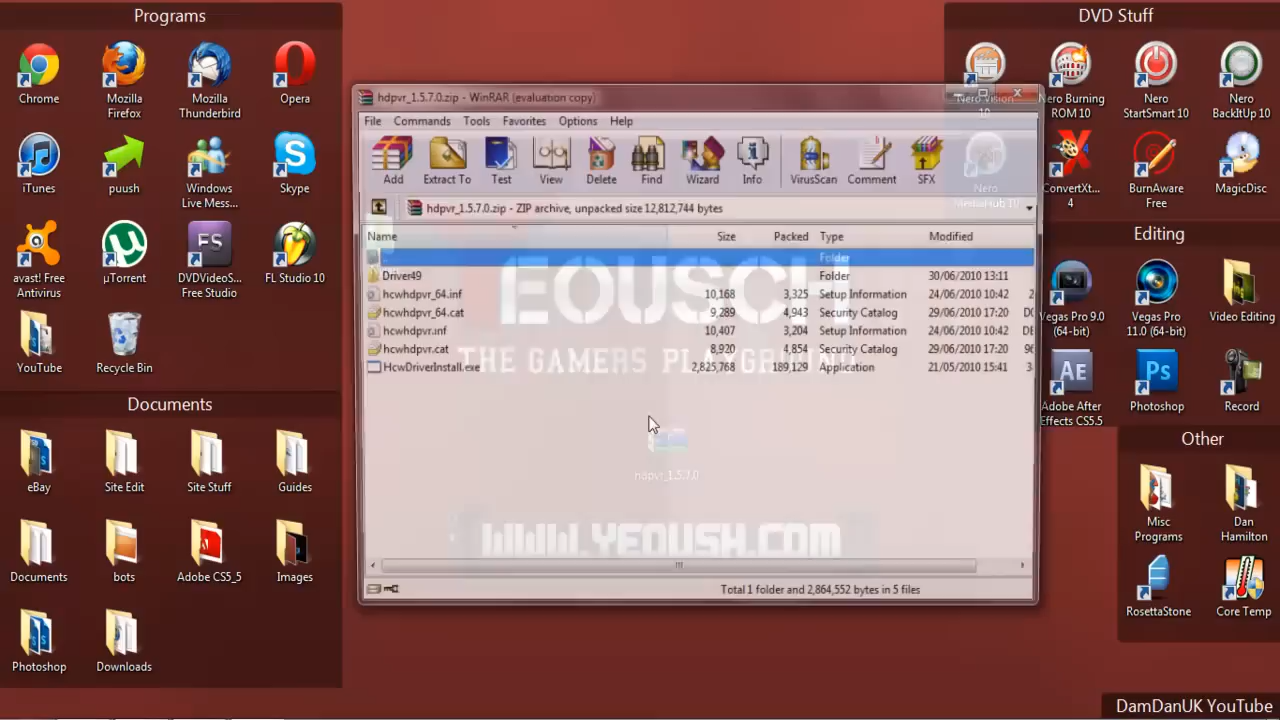 Programs
DVD Stuff
Chrome
Mozilla Firefox
Mozilla Thunderbird
Opera
iTunes
puush
Windows Live Mess...
Skype
avast! Free Antivirus
µTorrent
DVDVideoS... Free Studio
FL Studio 10
YouTube
Recycle Bin
Documents
eBay
Site Edit
Site Stuff
Guides
Documents
bots
Adobe CS5_5
Images
Photoshop
Downloads
hdpvr_1.5.7.0.zip - WinRAR (evaluation copy)
File Commands Tools Favorites Options Help
Add Extract To Test View Delete Find Wizard Info VirusScan Comment SFX
hdpvr_1.5.7.0.zip - ZIP archive, unpacked size 12,812,744 bytes
Name Size Packed Type Modified
.. Folder
Driver49 Folder 30/06/2010 13:11
hcwhdpvr_64.inf 10,168 3,325 Setup Information 24/06/2010 10:42 2
hcwhdpvr_64.cat 9,289 4,943 Security Catalog 29/06/2010 17:20
hcwhdpvr.inf 10,407 3,204 Setup Information 24/06/2010 10:42
hcwhdpvr.cat 8,920 4,854 Security Catalog 29/06/2010 17:20
HcwDriverInstall.exe 2,825,768 189,129 Application 21/05/2010 15:41 3
EOUSH
THE GAMERS PLAYGROUND
hdpvr_1.5.7.0
WWW.YEOUSH.COM
Total 1 folder and 2,864,552 bytes in 5 files
Nero Vision 10
Nero Burning ROM 10
Nero StartSmart 10
Nero BackItUp 10
Nero MediaHub 10
ConvertXt... 4
BurnAware Free
MagicDisc
Editing
Vegas Pro 9.0 (64-bit)
Vegas Pro 11.0 (64-bit)
Video Editing
Adobe After Effects CS5.5
Photoshop
Record
Other
Misc Programs
Dan Hamilton
RosettaStone
Core Temp
DamDanUK YouTube